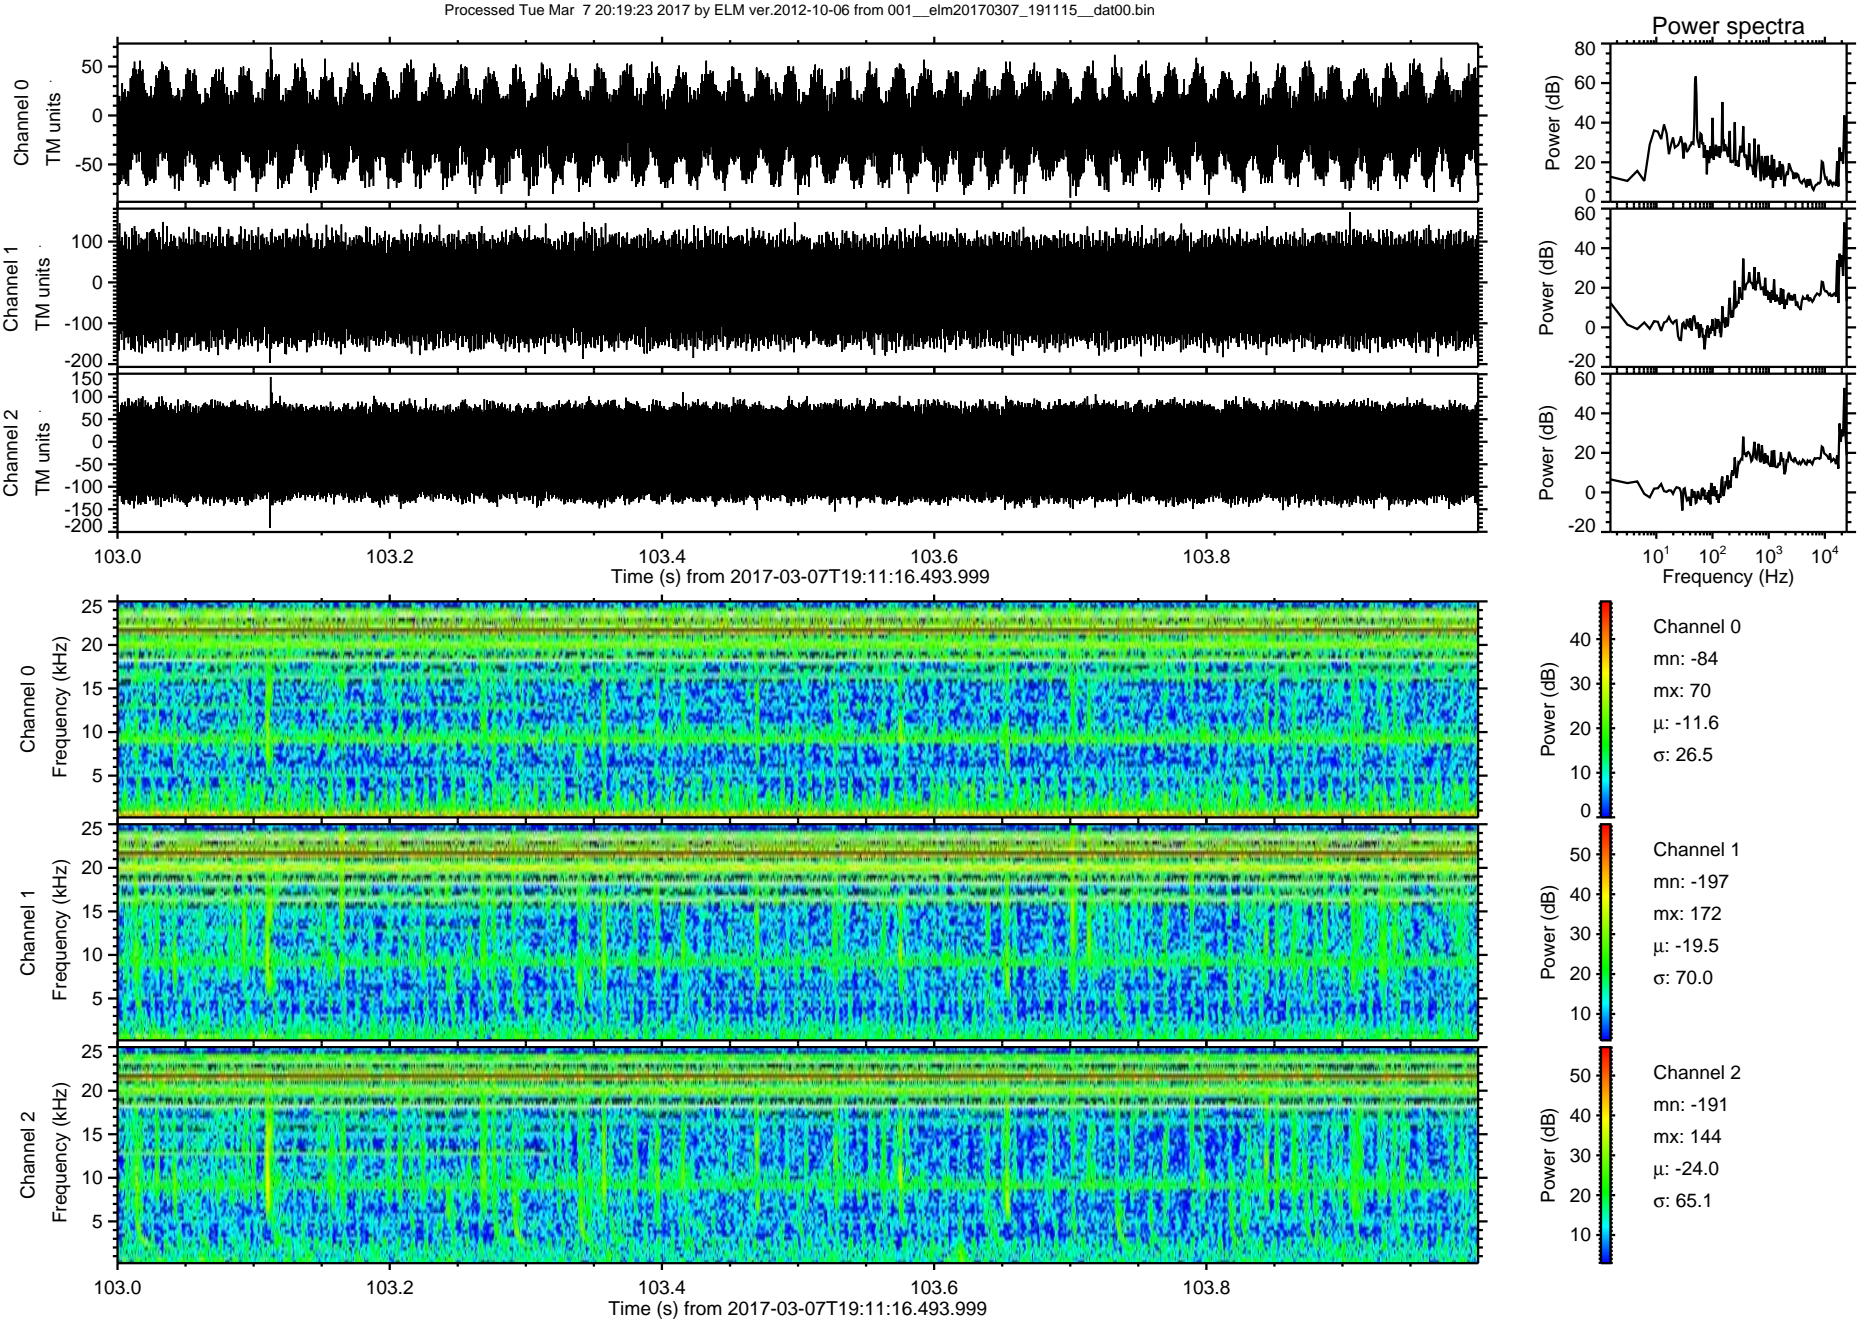 Processed Tue Mar  7 20:19:23 2017 by ELM ver.2012-10-06 from 001__elm20170307_191115__dat00.bin
Power spectra
Channel 0
TM units
50
0
-50
Power (dB)
80
60
40
20
0
Channel 1
TM units
100
0
-100
-200
Power (dB)
60
40
20
0
-20
Channel 2
TM units
150
100
50
0
-50
-100
-150
-200
Power (dB)
60
40
20
0
-20
103.0 103.2 103.4 103.6 103.8
Time (s) from 2017-03-07T19:11:16.493.999
10^1 10^2 10^3 10^4
Frequency (Hz)
Channel 0
Frequency (kHz)
25
20
15
10
5
Power (dB)
40
30
20
10
0
Channel 0
mn: -84
mx: 70
µ: -11.6
σ: 26.5
Channel 1
Frequency (kHz)
25
20
15
10
5
Power (dB)
50
40
30
20
10
Channel 1
mn: -197
mx: 172
µ: -19.5
σ: 70.0
Channel 2
Frequency (kHz)
25
20
15
10
5
Power (dB)
50
40
30
20
10
Channel 2
mn: -191
mx: 144
µ: -24.0
σ: 65.1
103.0 103.2 103.4 103.6 103.8
Time (s) from 2017-03-07T19:11:16.493.999